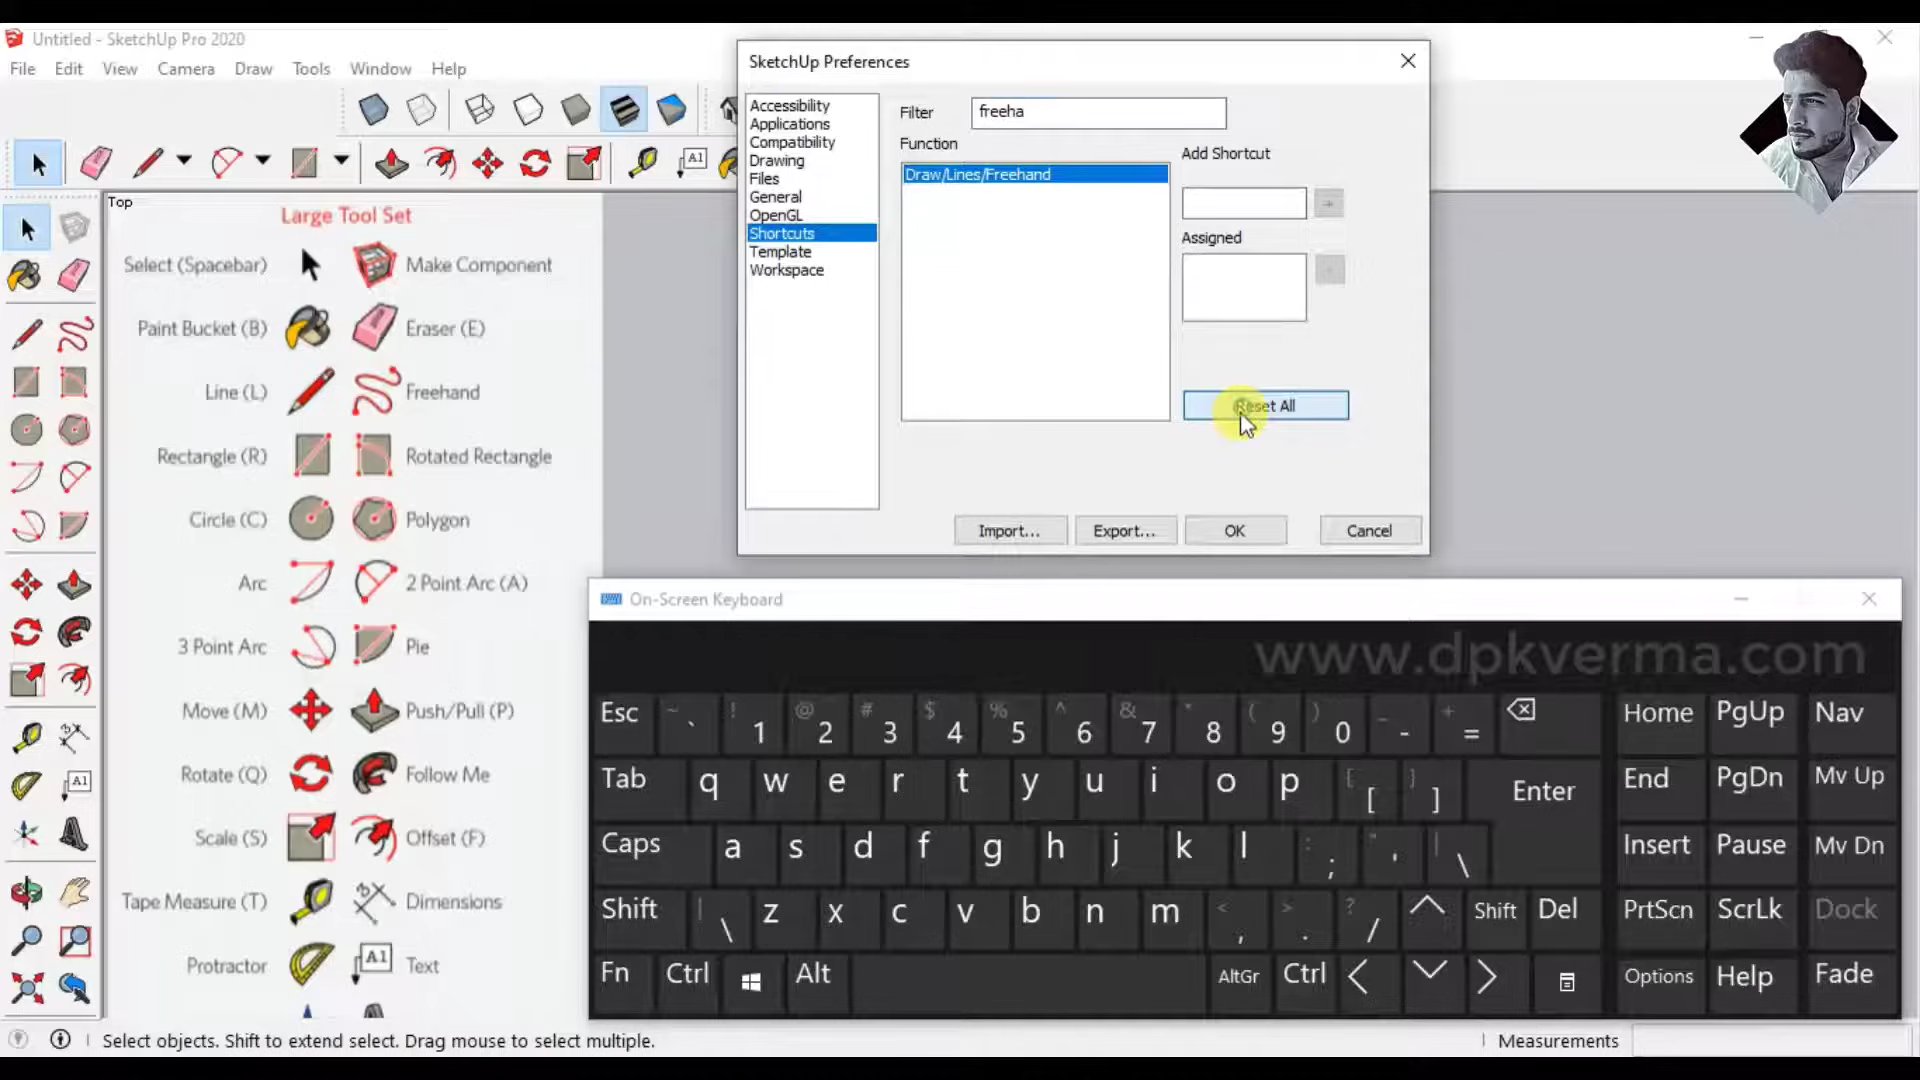 Untitled - SketchUp Pro 2020
File Edit View Camera Draw Tools Window Help
SketchUp Preferences
Accessibility
Applications
Compatibility
Drawing
Files
General
OpenGL
Shortcuts
Template
Workspace
Filter freeha
Function
Draw/Lines/Freehand
Add Shortcut
+
Assigned
-
Reset All
Import... Export... OK Cancel
A1
Top
Large Tool Set
Select (Spacebar) Make Component
Paint Bucket (B) Eraser (E)
Line (L) Freehand
Rectangle (R) Rotated Rectangle
Circle (C) Polygon
Arc 2 Point Arc (A)
3 Point Arc Pie
Move (M) Push/Pull (P)
Rotate (Q) Follow Me
Scale (S) Offset (F)
Tape Measure (T) Dimensions
Protractor A1 Text
A1
On-Screen Keyboard
www.dpkverma.com
Esc ~ ` ! 1 @ 2 # 3 $ 4 % 5 ^ 6 & 7 * 8 ( 9 ) 0 _ - + = Home PgUp Nav
Tab q w e r t y u i o p { [ } ] Enter End PgDn Mv Up
Caps a s d f g h j k l : ; " ' | \ Insert Pause Mv Dn
Shift | \ z x c v b n m < , > . ? / Shift Del PrtScn ScrLk Dock
Fn Ctrl Alt AltGr Ctrl Options Help Fade
Select objects. Shift to extend select. Drag mouse to select multiple. Measurements